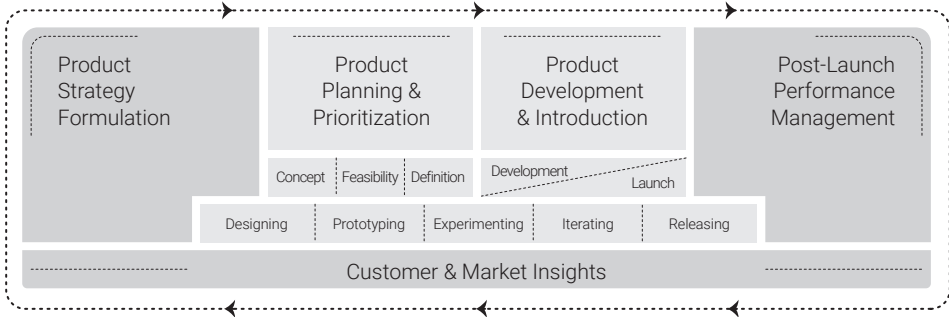 Product
Strategy
Formulation
Product
Planning &
Prioritization
Product
Development
& Introduction
Post-Launch
Performance
Management
Concept
Feasibility
Definition
Development
Launch
Designing
Prototyping
Experimenting
Iterating
Releasing
Customer & Market Insights